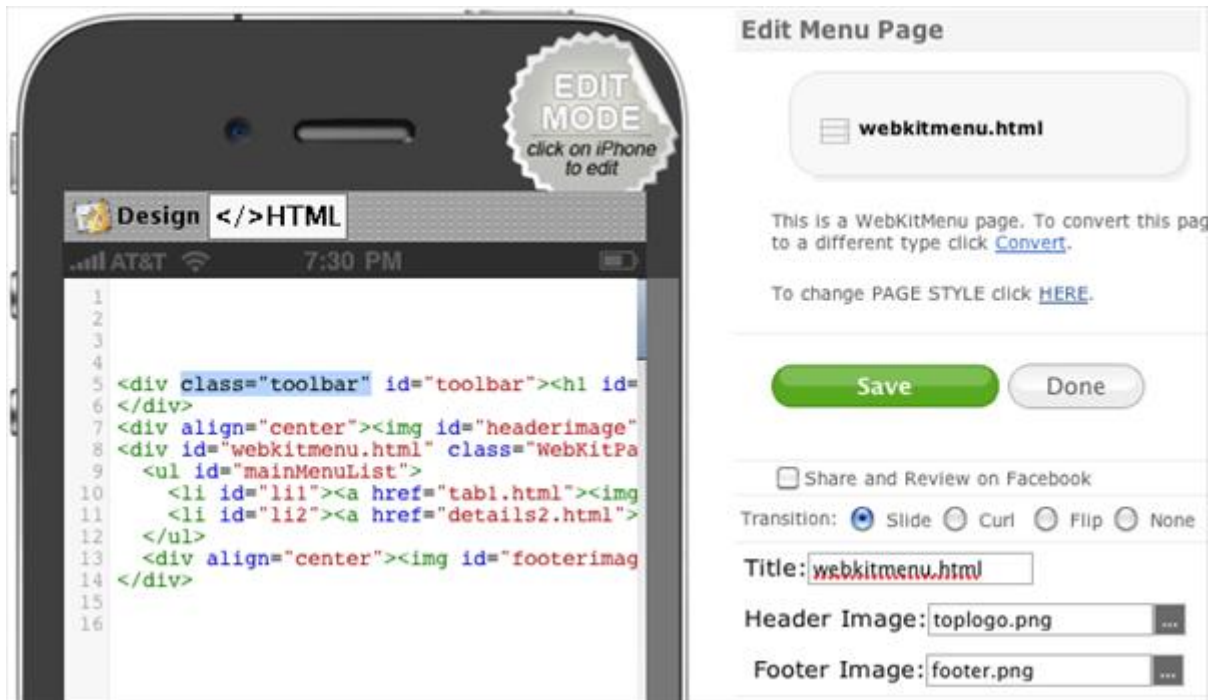 EDIT
MODE
click on iPhone
to edit
Design </>HTML
AT&T 7:30 PM
1
2
3
4
5 <div class="toolbar" id="toolbar"><h1 id=
6 </div>
7 <div align="center"><img id="headerimage"
8 <div id="webkitmenu.html" class="WebKitPa
9 <ul id="mainMenuList">
10 <li id="li1"><a href="tab1.html"><img
11 <li id="li2"><a href="details2.html">
12 </ul>
13 <div align="center"><img id="footerimag
14 </div>
15
16
Edit Menu Page
webkitmenu.html
This is a WebKitMenu page. To convert this pag
to a different type click Convert.
To change PAGE STYLE click HERE.
Save Done
Share and Review on Facebook
Transition: Slide Curl Flip None
Title: webkitmenu.html
Header Image: toplogo.png ...
Footer Image: footer.png ...